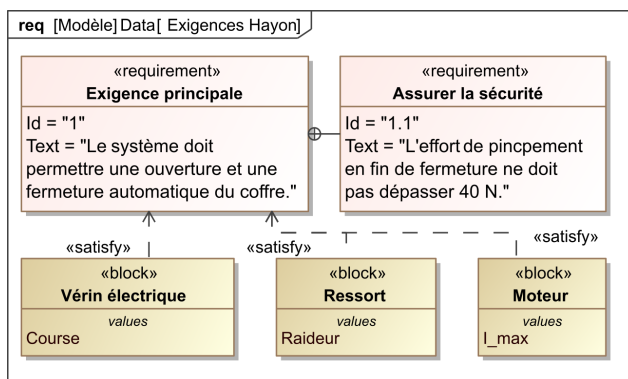 req [Modèle] Data[ Exigences Hayon]
«requirement»
Exigence principale
Id = "1"
Text = "Le système doit
permettre une ouverture et une
fermeture automatique du coffre."
«requirement»
Assurer la sécurité
Id = "1.1"
Text = "L'effort de pincpement
en fin de fermeture ne doit
pas dépasser 40 N."
«satisfy»
«satisfy»
«satisfy»
«block»
Vérin électrique
values
Course
«block»
Ressort
values
Raideur
«block»
Moteur
values
I_max